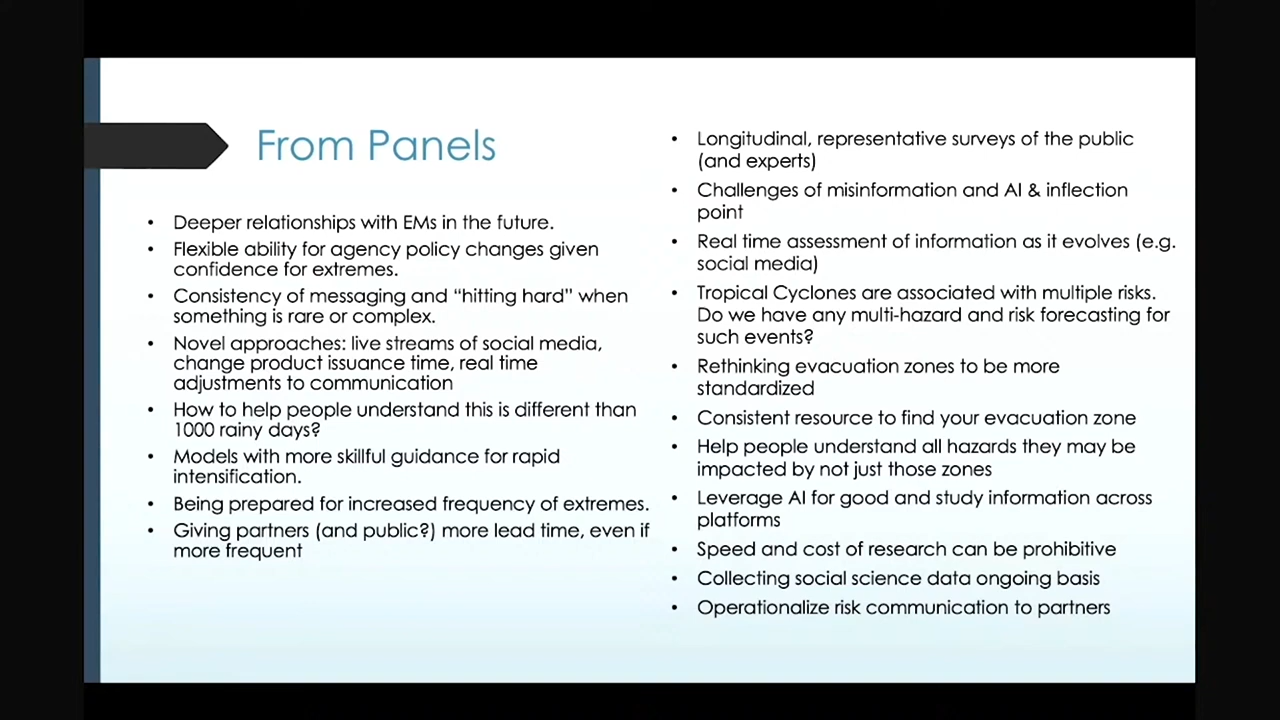 From Panels
• Deeper relationships with EMs in the future.
• Flexible ability for agency policy changes given
confidence for extremes.
• Consistency of messaging and “hitting hard” when
something is rare or complex.
• Novel approaches: live streams of social media,
change product issuance time, real time
adjustments to communication
• How to help people understand this is different than
1000 rainy days?
• Models with more skillful guidance for rapid
intensification.
• Being prepared for increased frequency of extremes.
• Giving partners (and public?) more lead time, even if
more frequent
• Longitudinal, representative surveys of the public
(and experts)
• Challenges of misinformation and AI & inflection
point
• Real time assessment of information as it evolves (e.g.
social media)
• Tropical Cyclones are associated with multiple risks.
Do we have any multi-hazard and risk forecasting for
such events?
• Rethinking evacuation zones to be more
standardized
• Consistent resource to find your evacuation zone
• Help people understand all hazards they may be
impacted by not just those zones
• Leverage AI for good and study information across
platforms
• Speed and cost of research can be prohibitive
• Collecting social science data ongoing basis
• Operationalize risk communication to partners